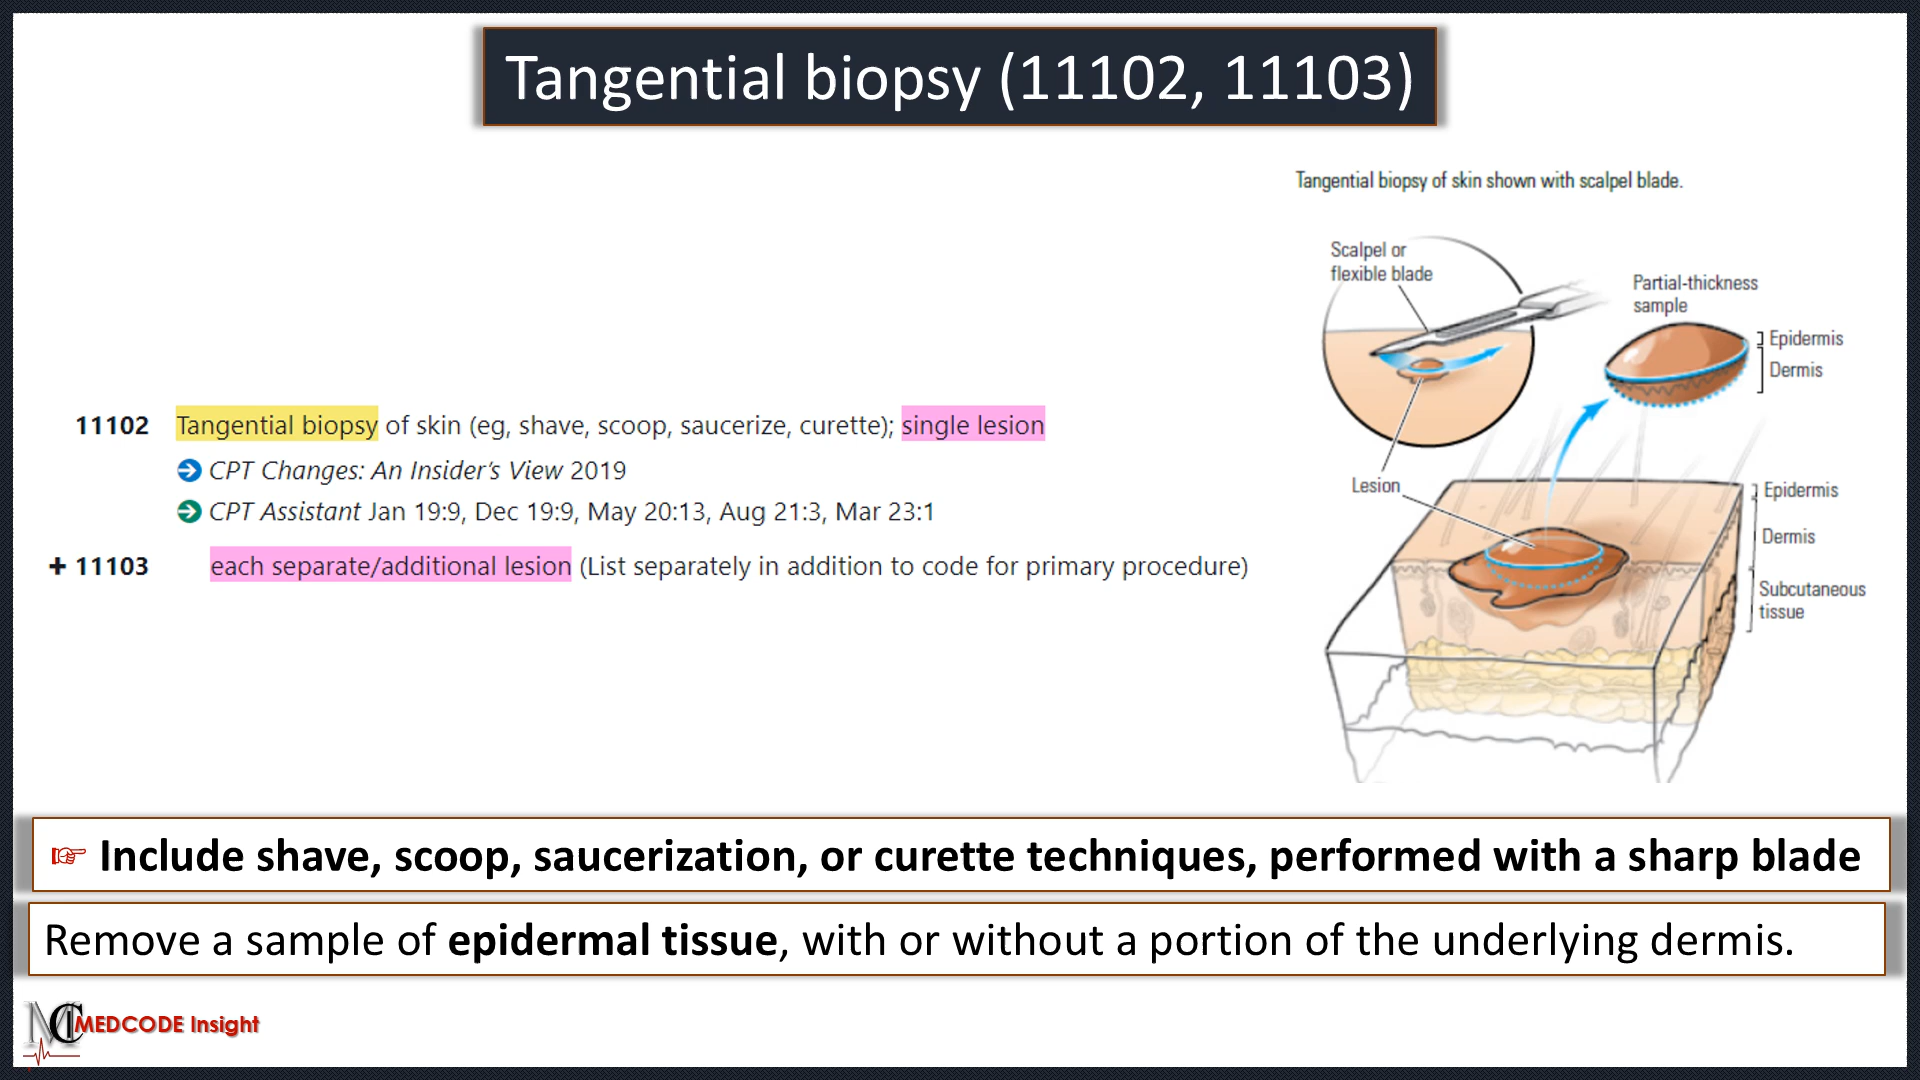 Tangential biopsy (11102, 11103)
Tangential biopsy of skin shown with scalpel blade.
Scalpel or
flexible blade
Partial-thickness
sample
Epidermis
Dermis
Lesion
Epidermis
Dermis
Subcutaneous
tissue
11102 Tangential biopsy of skin (eg, shave, scoop, saucerize, curette); single lesion
CPT Changes: An Insider's View 2019
CPT Assistant Jan 19:9, Dec 19:9, May 20:13, Aug 21:3, Mar 23:1
+ 11103 each separate/additional lesion (List separately in addition to code for primary procedure)
☞ Include shave, scoop, saucerization, or curette techniques, performed with a sharp blade
Remove a sample of epidermal tissue, with or without a portion of the underlying dermis.
MC MEDCODE Insight